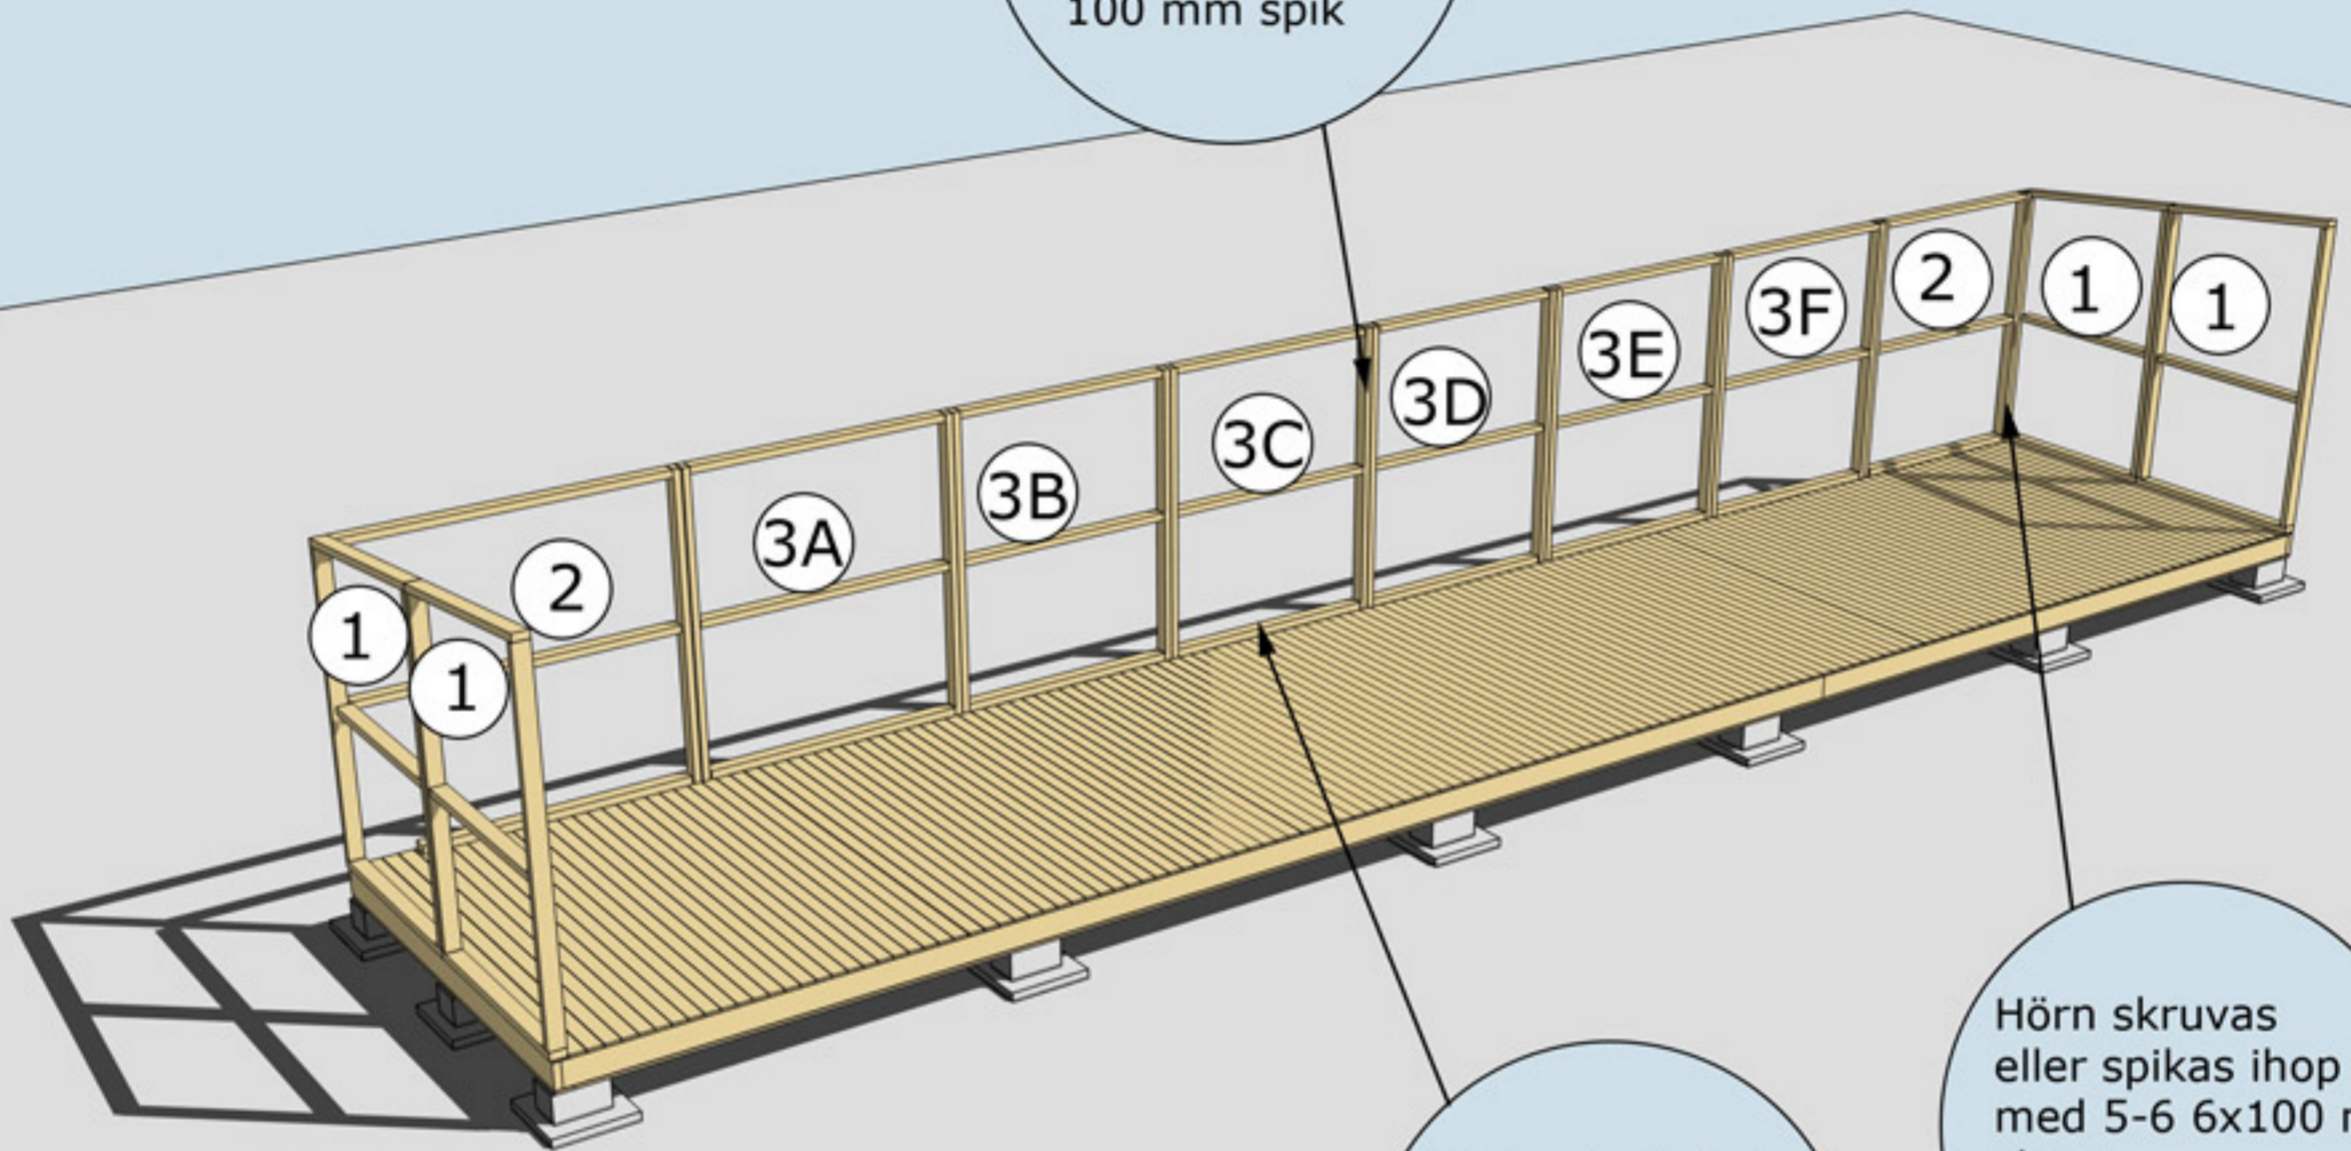 100 mm spik
1
1
2
3A
3B
3C
3D
3E
3F
2
1
1
Hörn skruvas
eller spikas ihop
med 5-6 6x100